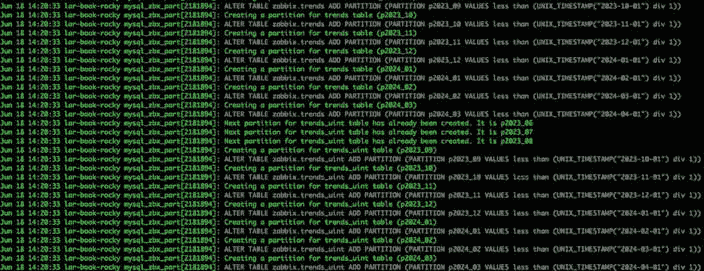 Jun 18 14:20:33 lar-book-rocky mysql_zbx_part[2181894]: ALTER TABLE zabbix.trends ADD PARTITION (PARTITION p2023_09 VALUES less than (UNIX_TIMESTAMP("2023-10-01") div 1))
Jun 18 14:20:33 lar-book-rocky mysql_zbx_part[2181894]: Creating a partition for trends table (p2023_10)
Jun 18 14:20:33 lar-book-rocky mysql_zbx_part[2181894]: ALTER TABLE zabbix.trends ADD PARTITION (PARTITION p2023_10 VALUES less than (UNIX_TIMESTAMP("2023-11-01") div 1))
Jun 18 14:20:33 lar-book-rocky mysql_zbx_part[2181894]: Creating a partition for trends table (p2023_11)
Jun 18 14:20:33 lar-book-rocky mysql_zbx_part[2181894]: ALTER TABLE zabbix.trends ADD PARTITION (PARTITION p2023_11 VALUES less than (UNIX_TIMESTAMP("2023-12-01") div 1))
Jun 18 14:20:33 lar-book-rocky mysql_zbx_part[2181894]: Creating a partition for trends table (p2023_12)
Jun 18 14:20:33 lar-book-rocky mysql_zbx_part[2181894]: ALTER TABLE zabbix.trends ADD PARTITION (PARTITION p2023_12 VALUES less than (UNIX_TIMESTAMP("2024-01-01") div 1))
Jun 18 14:20:33 lar-book-rocky mysql_zbx_part[2181894]: Creating a partition for trends table (p2024_01)
Jun 18 14:20:33 lar-book-rocky mysql_zbx_part[2181894]: ALTER TABLE zabbix.trends ADD PARTITION (PARTITION p2024_01 VALUES less than (UNIX_TIMESTAMP("2024-02-01") div 1))
Jun 18 14:20:33 lar-book-rocky mysql_zbx_part[2181894]: Creating a partition for trends table (p2024_02)
Jun 18 14:20:33 lar-book-rocky mysql_zbx_part[2181894]: ALTER TABLE zabbix.trends ADD PARTITION (PARTITION p2024_02 VALUES less than (UNIX_TIMESTAMP("2024-03-01") div 1))
Jun 18 14:20:33 lar-book-rocky mysql_zbx_part[2181894]: Creating a partition for trends table (p2024_03)
Jun 18 14:20:33 lar-book-rocky mysql_zbx_part[2181894]: ALTER TABLE zabbix.trends ADD PARTITION (PARTITION p2024_03 VALUES less than (UNIX_TIMESTAMP("2024-04-01") div 1))
Jun 18 14:20:33 lar-book-rocky mysql_zbx_part[2181894]: Next partition for trends_uint table has already been created. It is p2023_06
Jun 18 14:20:33 lar-book-rocky mysql_zbx_part[2181894]: Next partition for trends_uint table has already been created. It is p2023_07
Jun 18 14:20:33 lar-book-rocky mysql_zbx_part[2181894]: Next partition for trends_uint table has already been created. It is p2023_08
Jun 18 14:20:33 lar-book-rocky mysql_zbx_part[2181894]: Creating a partition for trends_uint table (p2023_09)
Jun 18 14:20:33 lar-book-rocky mysql_zbx_part[2181894]: ALTER TABLE zabbix.trends_uint ADD PARTITION (PARTITION p2023_09 VALUES less than (UNIX_TIMESTAMP("2023-10-01") div 1))
Jun 18 14:20:33 lar-book-rocky mysql_zbx_part[2181894]: Creating a partition for trends_uint table (p2023_10)
Jun 18 14:20:33 lar-book-rocky mysql_zbx_part[2181894]: ALTER TABLE zabbix.trends_uint ADD PARTITION (PARTITION p2023_10 VALUES less than (UNIX_TIMESTAMP("2023-11-01") div 1))
Jun 18 14:20:33 lar-book-rocky mysql_zbx_part[2181894]: Creating a partition for trends_uint table (p2023_11)
Jun 18 14:20:33 lar-book-rocky mysql_zbx_part[2181894]: ALTER TABLE zabbix.trends_uint ADD PARTITION (PARTITION p2023_11 VALUES less than (UNIX_TIMESTAMP("2023-12-01") div 1))
Jun 18 14:20:33 lar-book-rocky mysql_zbx_part[2181894]: Creating a partition for trends_uint table (p2023_12)
Jun 18 14:20:33 lar-book-rocky mysql_zbx_part[2181894]: ALTER TABLE zabbix.trends_uint ADD PARTITION (PARTITION p2023_12 VALUES less than (UNIX_TIMESTAMP("2024-01-01") div 1))
Jun 18 14:20:33 lar-book-rocky mysql_zbx_part[2181894]: Creating a partition for trends_uint table (p2024_01)
Jun 18 14:20:33 lar-book-rocky mysql_zbx_part[2181894]: ALTER TABLE zabbix.trends_uint ADD PARTITION (PARTITION p2024_01 VALUES less than (UNIX_TIMESTAMP("2024-02-01") div 1))
Jun 18 14:20:33 lar-book-rocky mysql_zbx_part[2181894]: Creating a partition for trends_uint table (p2024_02)
Jun 18 14:20:33 lar-book-rocky mysql_zbx_part[2181894]: ALTER TABLE zabbix.trends_uint ADD PARTITION (PARTITION p2024_02 VALUES less than (UNIX_TIMESTAMP("2024-03-01") div 1))
Jun 18 14:20:33 lar-book-rocky mysql_zbx_part[2181894]: Creating a partition for trends_uint table (p2024_03)
Jun 18 14:20:33 lar-book-rocky mysql_zbx_part[2181894]: ALTER TABLE zabbix.trends_uint ADD PARTITION (PARTITION p2024_03 VALUES less than (UNIX_TIMESTAMP("2024-04-01") div 1))